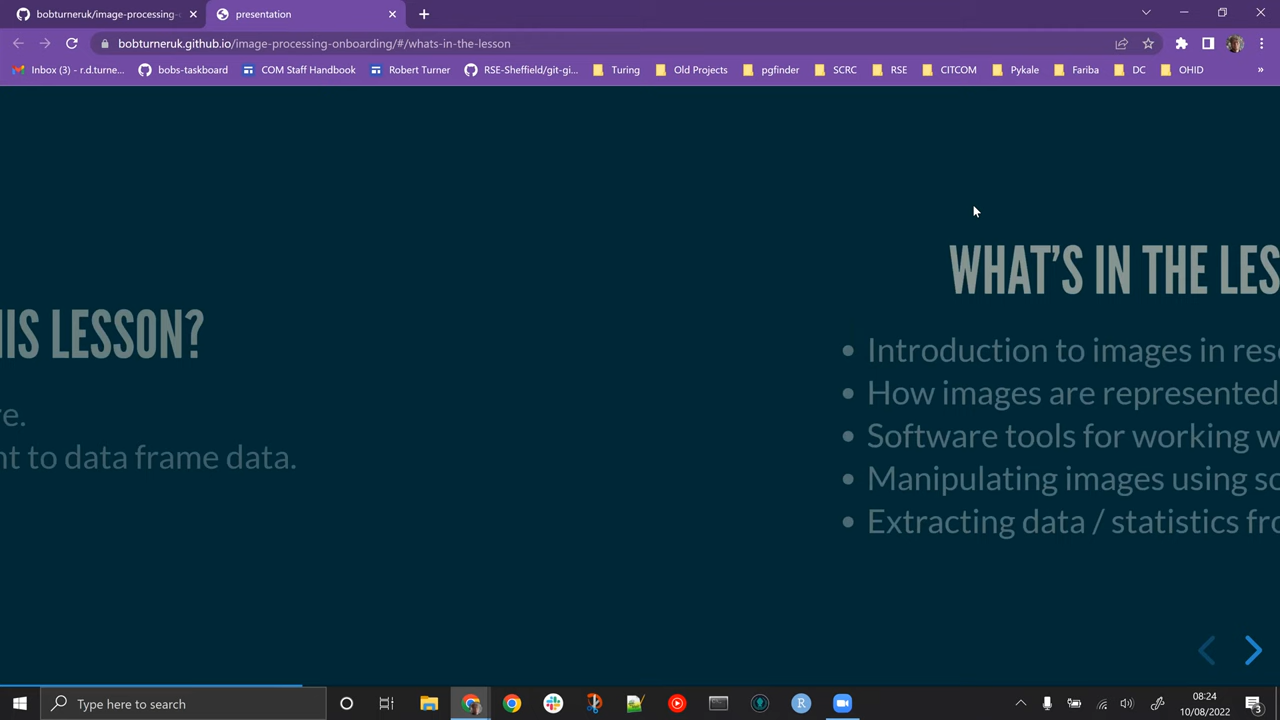 bobturneruk/image-processing-
presentation
bobturneruk.github.io/image-processing-onboarding/#/whats-in-the-lesson
Inbox (3) - r.d.turne...
bobs-taskboard
COM Staff Handbook
Robert Turner
RSE-Sheffield/git-gi...
Turing
Old Projects
pgfinder
SCRC
RSE
CITCOM
Pykale
Fariba
DC
OHID
»
HIS LESSON?
re.
nt to data frame data.
WHAT'S IN THE LES
• Introduction to images in res
• How images are represented
• Software tools for working w
• Manipulating images using so
• Extracting data / statistics fro
Type here to search
08:24
10/08/2022
3